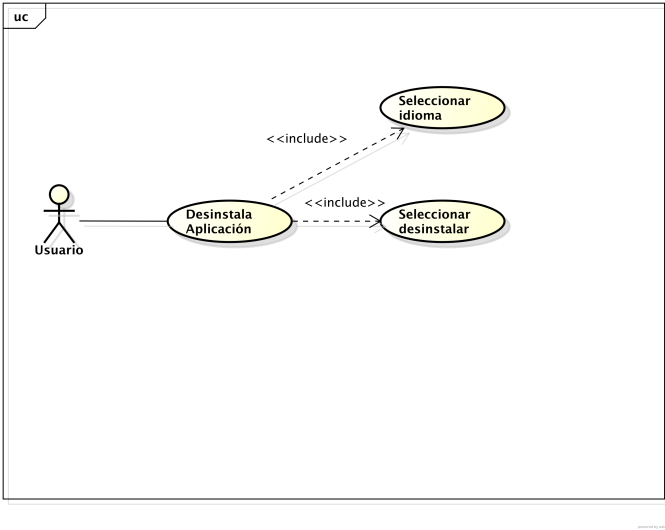 uc
Seleccionar
idioma
<<include>>
<<include>>
Desinstala
Aplicación
Seleccionar
desinstalar
Usuario